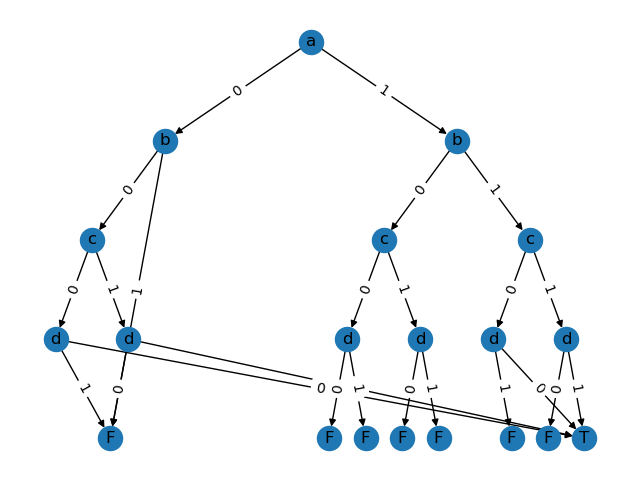 a
0 1
b b
0 0 1
c c c
0 1 1 0 1 0 1
d d d d d d
1 0 0 0 1 0 1 1 0 0 1
F F F F F F F T